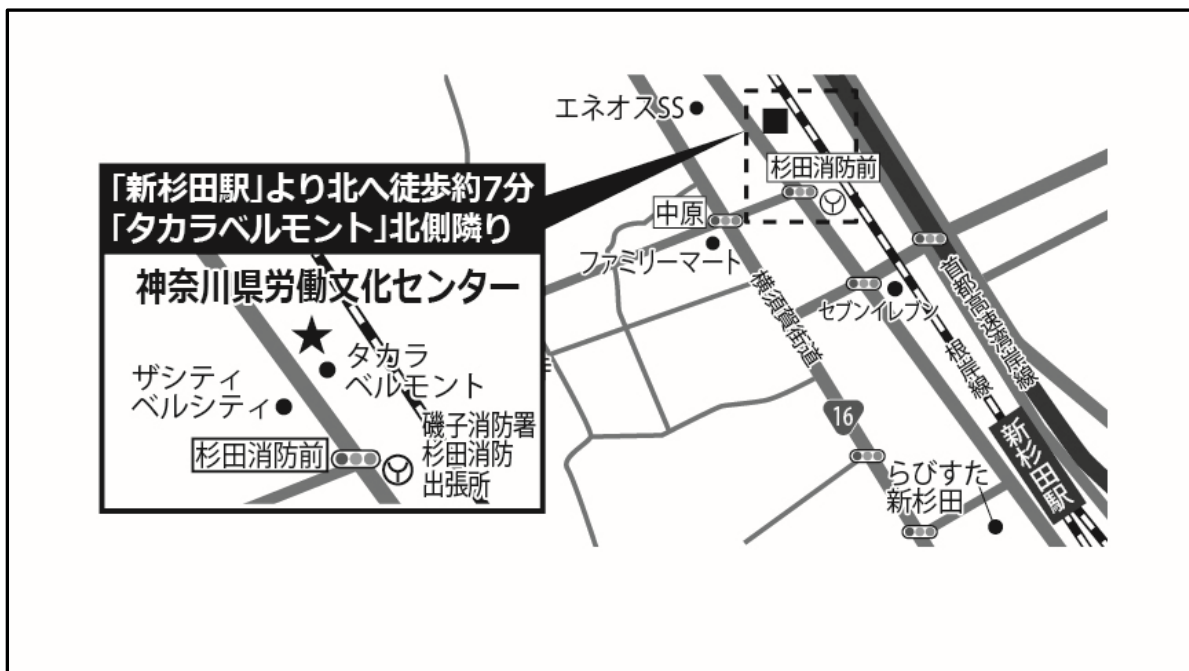 エネオスSS
杉田消防前
中原
ファミリーマート
横須賀街道
セブンイレブン
首都高速湾岸線
根岸線
新杉田駅
16
らびすた
新杉田
「新杉田駅」より北へ徒歩約7分
「タカラベルモント」北側隣り
神奈川県労働文化センター
タカラ
ベルモント
ザシティ
ベルシティ
杉田消防前
磯子消防署
杉田消防
出張所